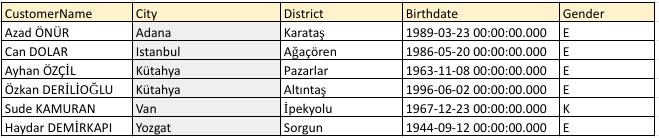 CustomerName City District Birthdate Gender
Azad ÖNÜR Adana Karataş 1989-03-23 00:00:00.000 E
Can DOLAR Istanbul Ağaçören 1986-05-20 00:00:00.000 E
Ayhan ÖZÇİL Kütahya Pazarlar 1963-11-08 00:00:00.000 E
Özkan DERİLİOĞLU Kütahya Altıntaş 1996-06-02 00:00:00.000 E
Sude KAMURAN Van İpekyolu 1967-12-23 00:00:00.000 K
Haydar DEMİRKAPI Yozgat Sorgun 1944-09-12 00:00:00.000 E